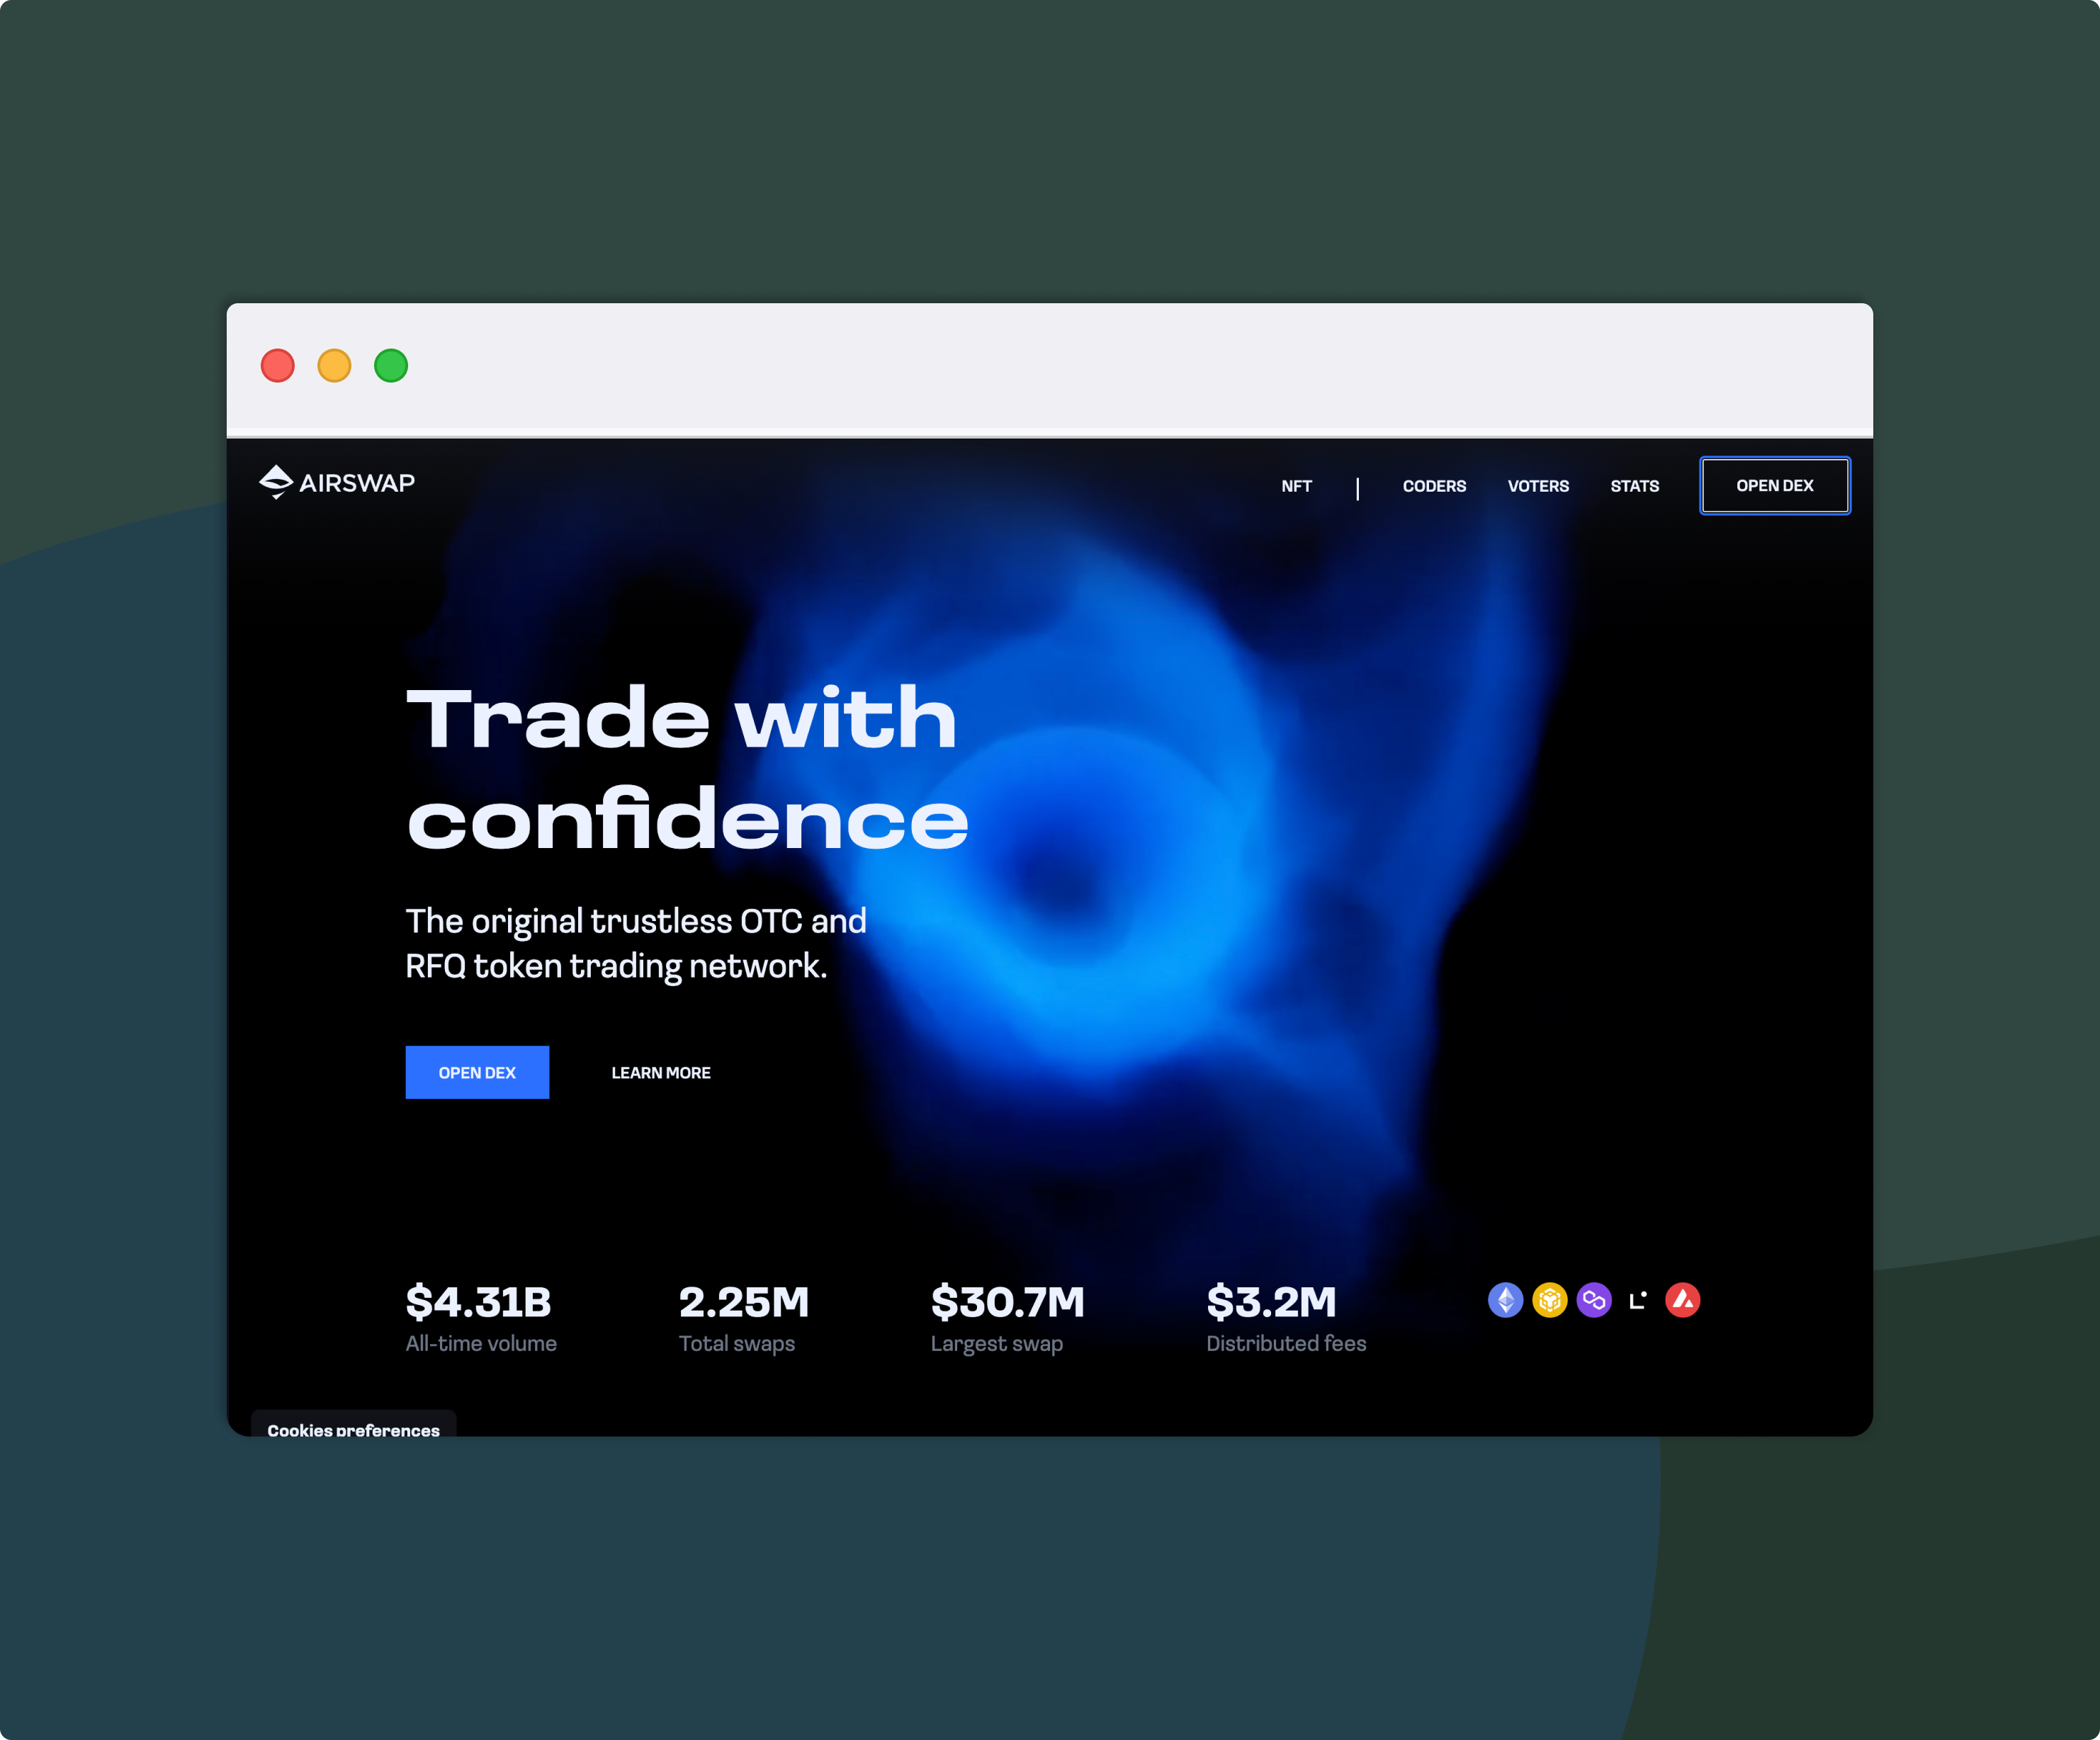 AIRSWAP
NFT | CODERS VOTERS STATS OPEN DEX
Trade with
confidence
The original trustless OTC and
RFQ token trading network.
OPEN DEX LEARN MORE
$4.31B 2.25M $30.7M $3.2M
All-time volume Total swaps Largest swap Distributed fees
Cookies preferences